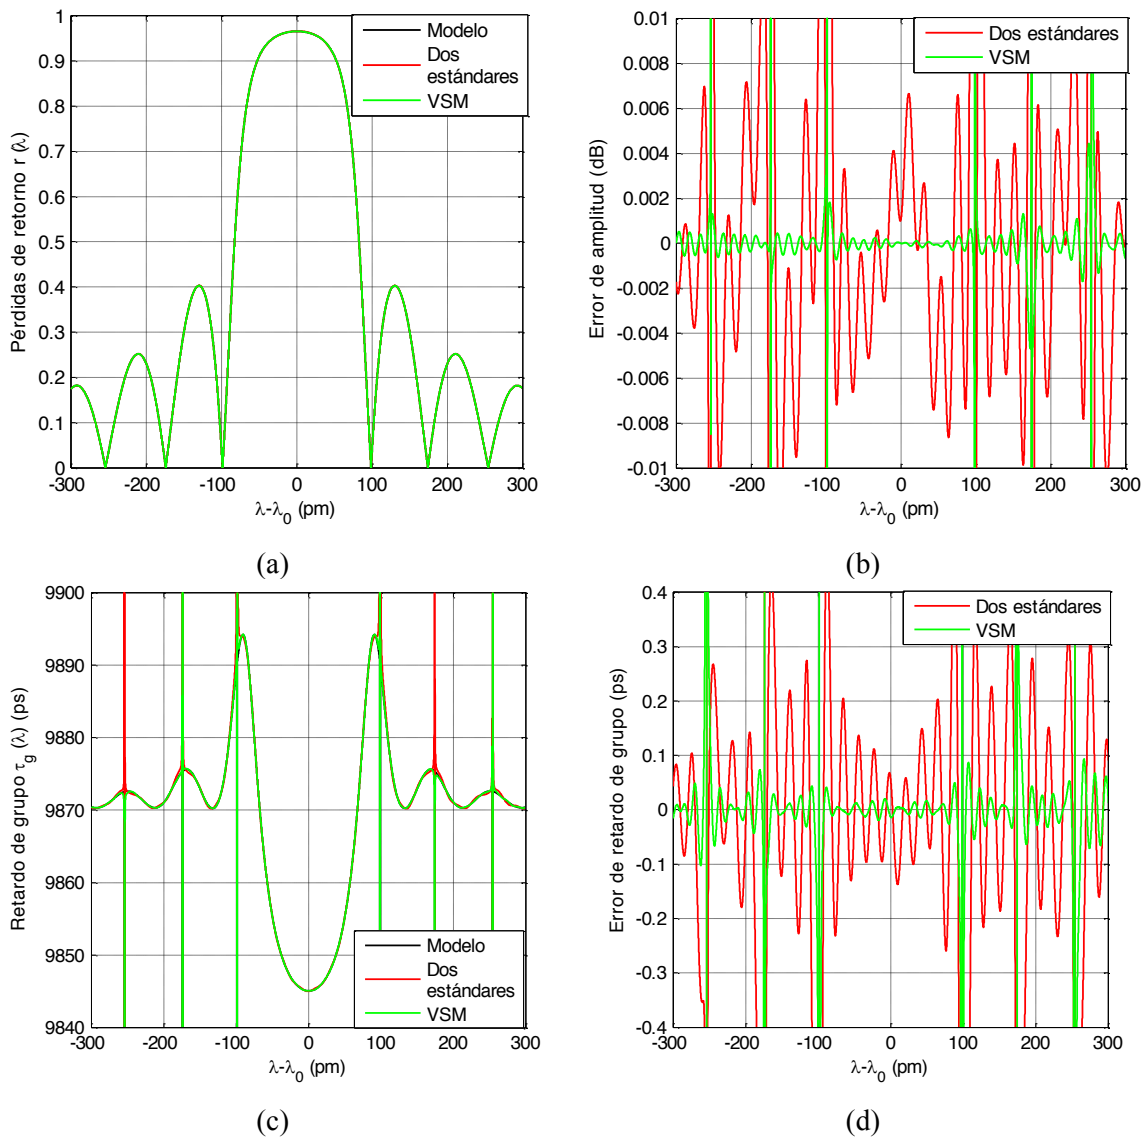 1
0.9
0.8
0.7
0.6
0.5
0.4
0.3
0.2
0.1
0
-300 -200 -100 0 100 200 300
Pérdidas de retorno r (λ)
λ-λ0 (pm)
Modelo
Dos
estándares
VSM
(a)
0.01
0.008
0.006
0.004
0.002
0
-0.002
-0.004
-0.006
-0.008
-0.01
-300 -200 -100 0 100 200 300
Error de amplitud (dB)
λ-λ0 (pm)
Dos estándares
VSM
(b)
9900
9890
9880
9870
9860
9850
9840
-300 -200 -100 0 100 200 300
Retardo de grupo τg (λ) (ps)
λ-λ0 (pm)
Modelo
Dos
estándares
VSM
(c)
0.4
0.3
0.2
0.1
0
-0.1
-0.2
-0.3
-0.4
-300 -200 -100 0 100 200 300
Error de retardo de grupo (ps)
λ-λ0 (pm)
Dos estándares
VSM
(d)